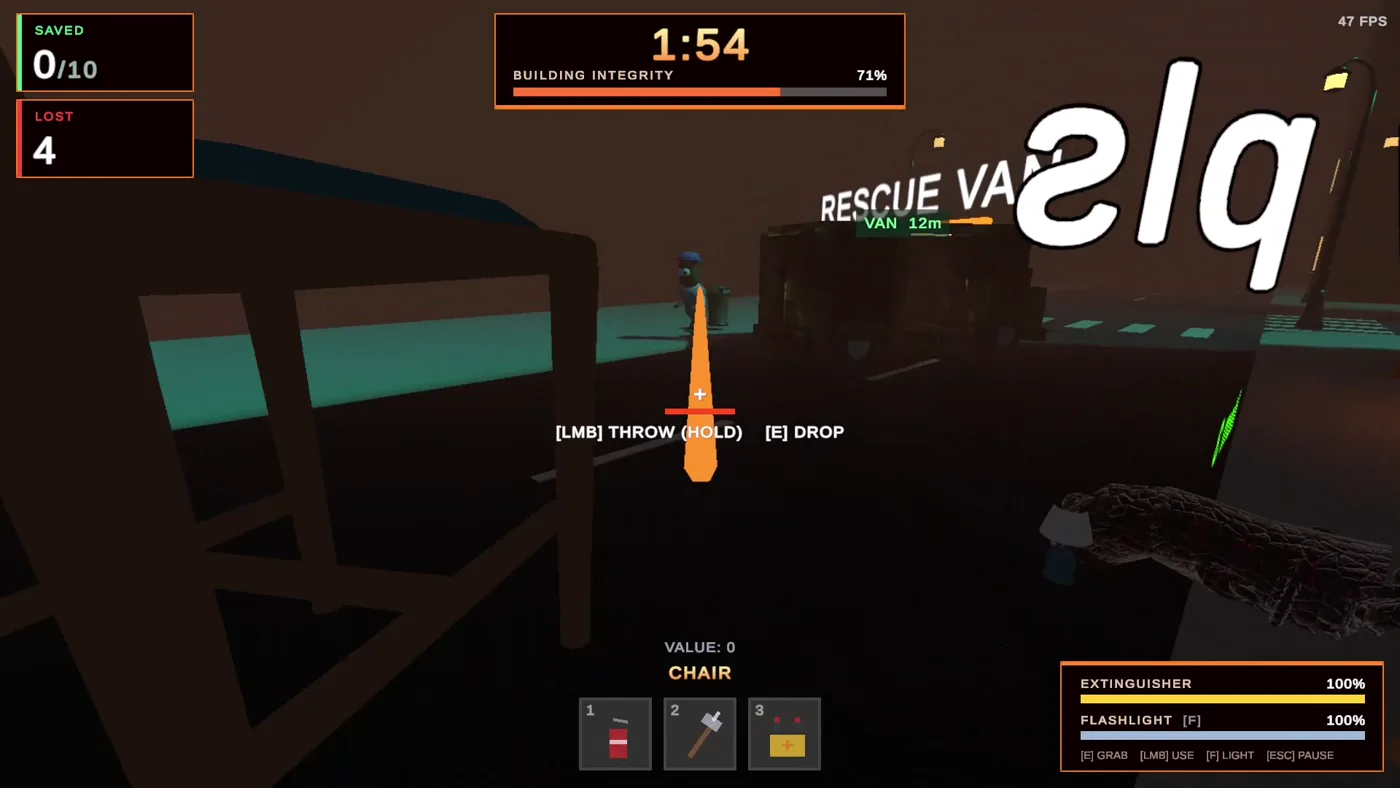 SAVED
0/10
LOST
4
1:54
BUILDING INTEGRITY 71%
47 FPS
RESCUE VAN
VAN 12m
pls
[LMB] THROW (HOLD) [E] DROP
VALUE: 0
CHAIR
1 2 3
EXTINGUISHER 100%
FLASHLIGHT [F] 100%
[E] GRAB [LMB] USE [F] LIGHT [ESC] PAUSE